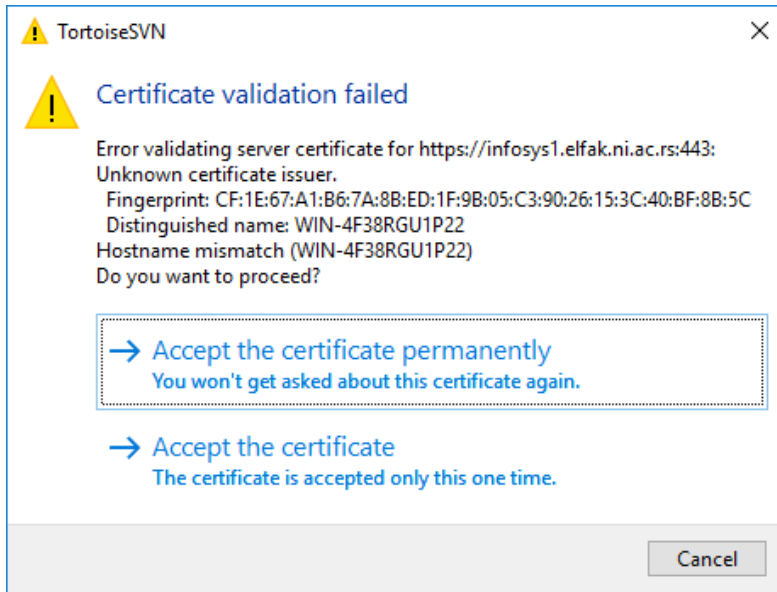 TortoiseSVN
Certificate validation failed
Error validating server certificate for https://infosys1.elfak.ni.ac.rs:443:
Unknown certificate issuer.
Fingerprint: CF:1E:67:A1:B6:7A:8B:ED:1F:9B:05:C3:90:26:15:3C:40:BF:8B:5C
Distinguished name: WIN-4F38RGU1P22
Hostname mismatch (WIN-4F38RGU1P22)
Do you want to proceed?
Accept the certificate permanently
You won't get asked about this certificate again.
Accept the certificate
The certificate is accepted only this one time.
Cancel